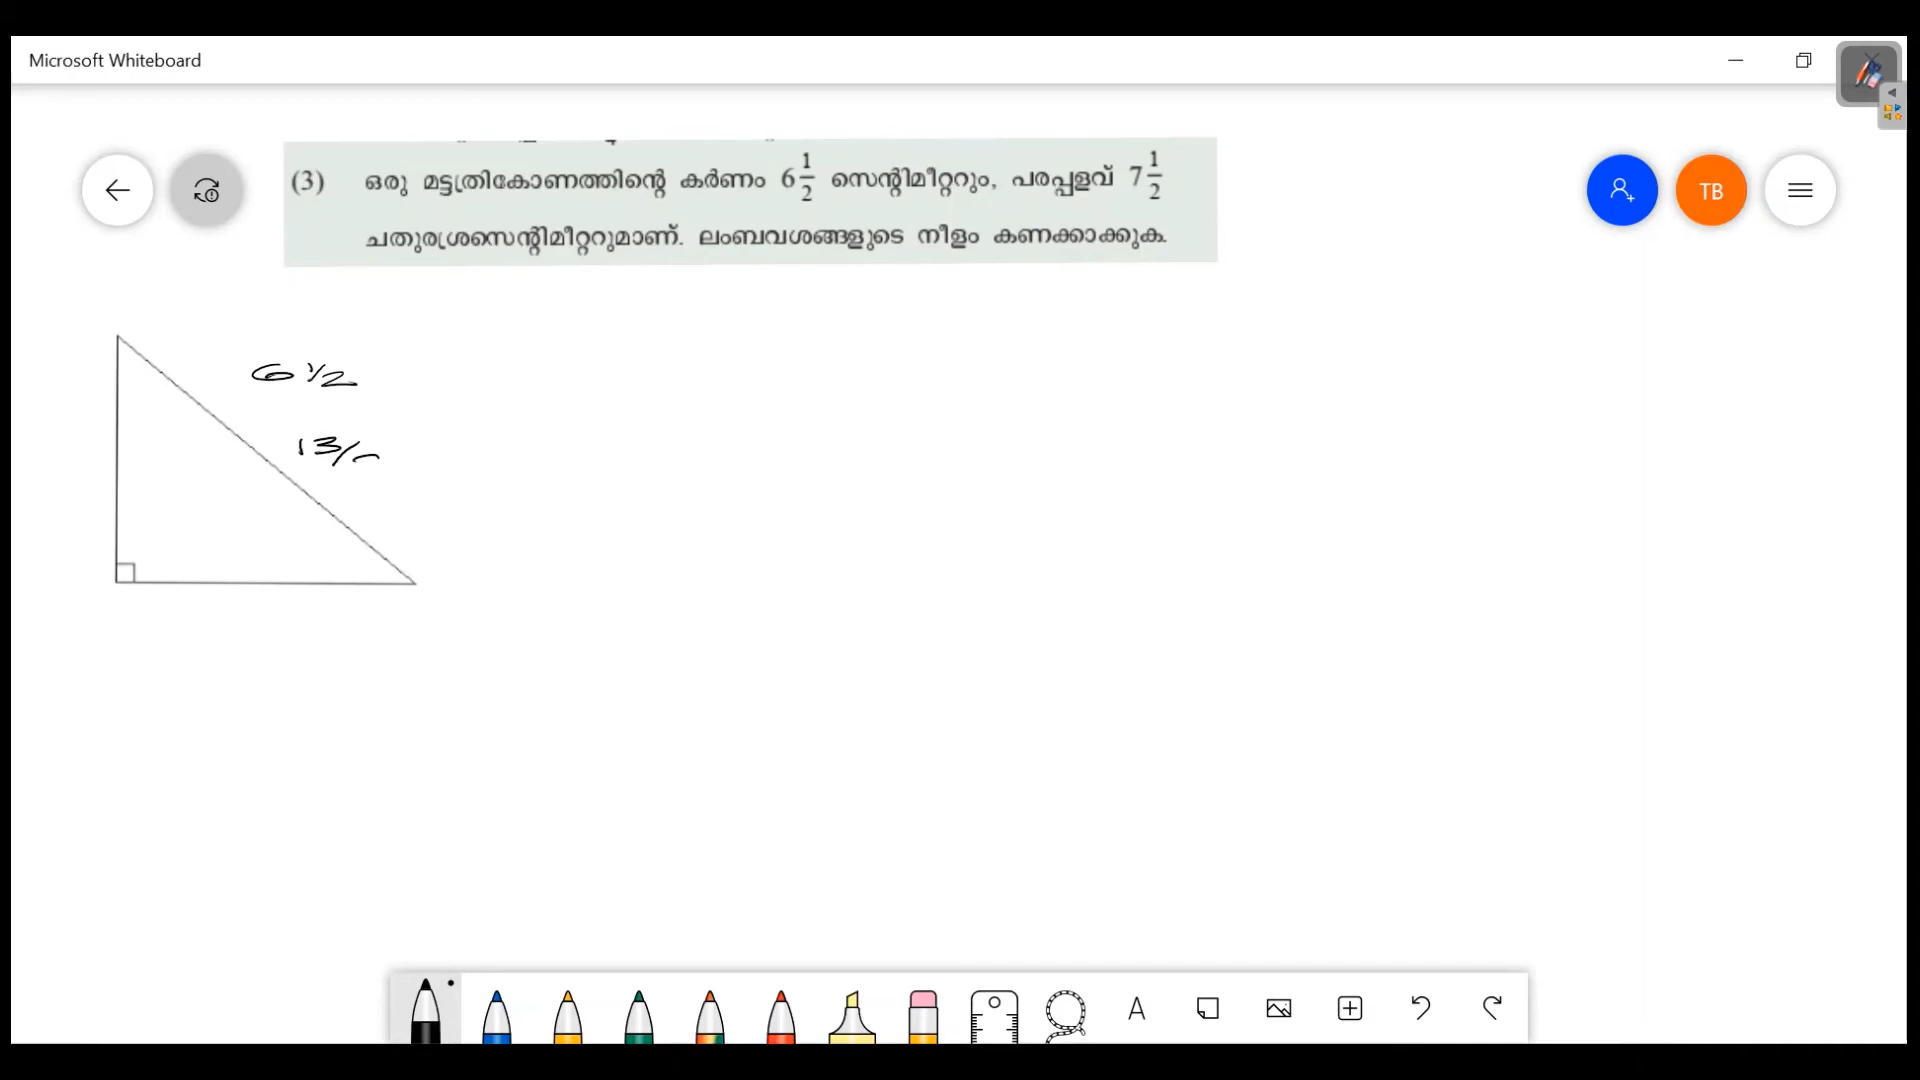 Microsoft Whiteboard
TB
(3) ഒരു മട്ടത്രികോണത്തിന്റെ കർണം 6 1/2 സെന്റിമീറ്ററും, പരപ്പളവ് 7 1/2
ചതുരശ്രസെന്റിമീറ്ററുമാണ്. ലംബവശങ്ങളുടെ നീളം കണക്കാക്കുക.
6 1/2
13/
A